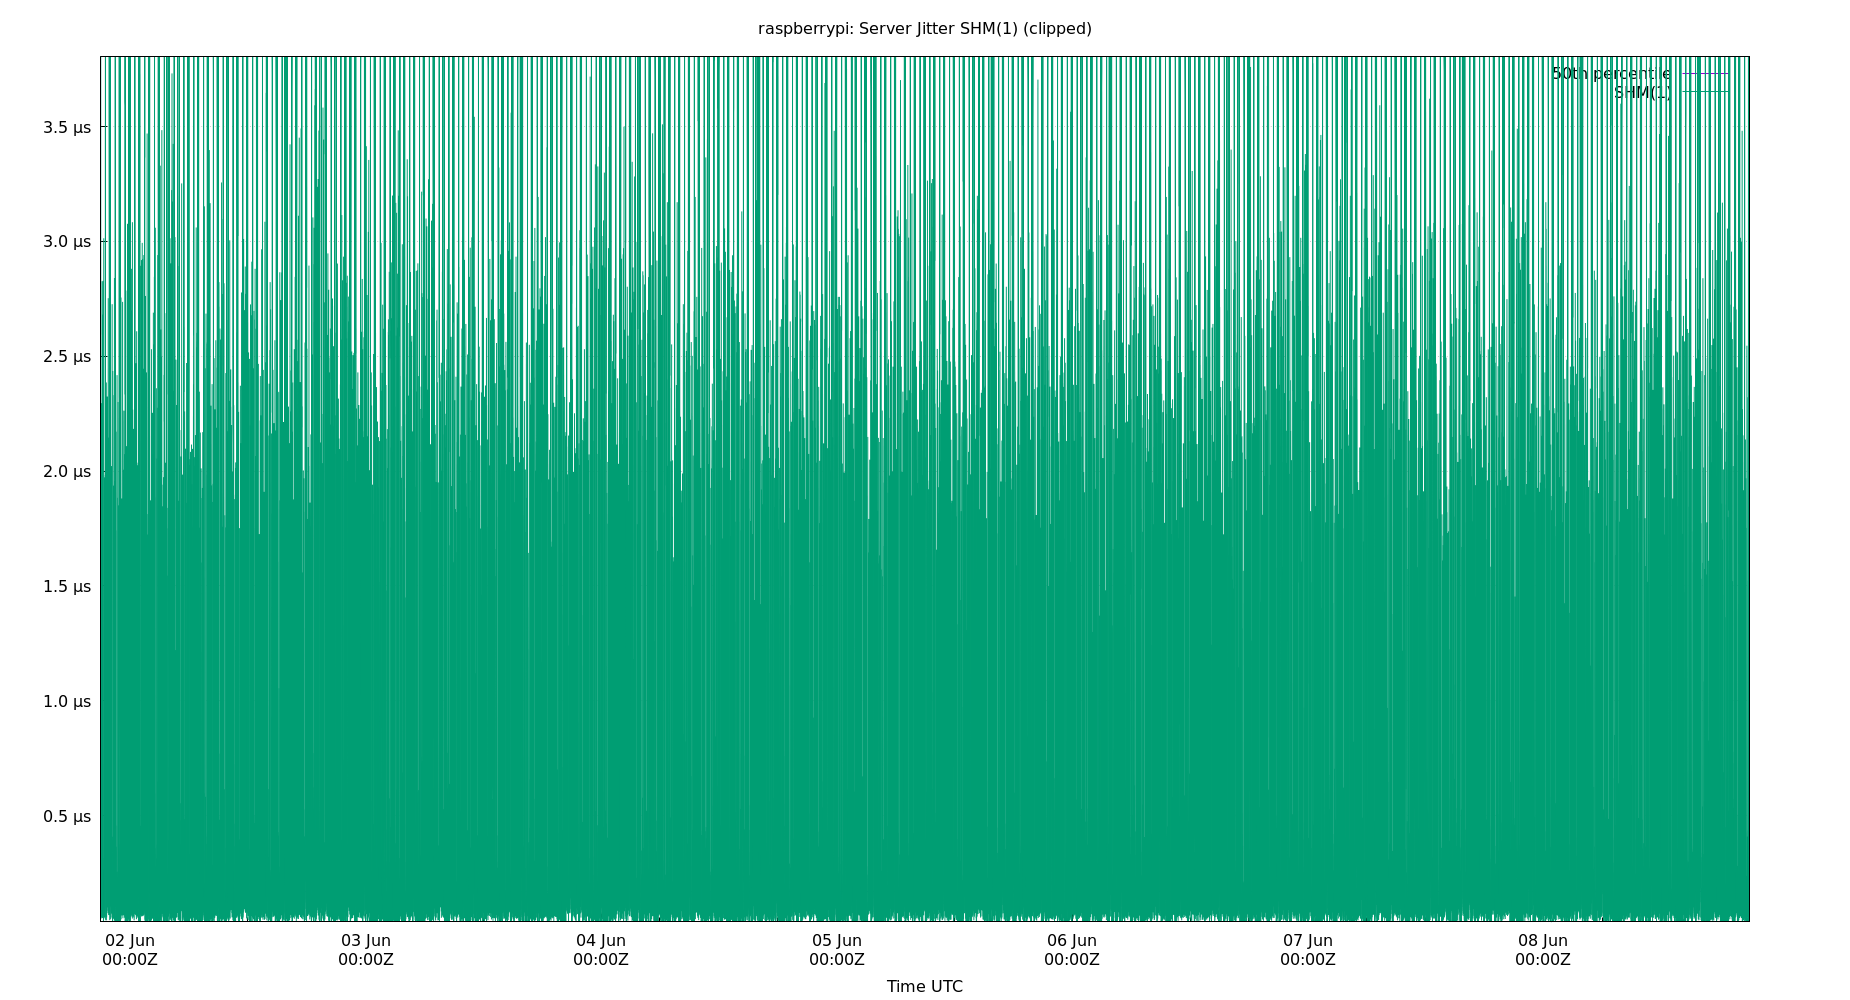 raspberrypi: Server Jitter SHM(1) (clipped)
50th percentile
SHM(1)
3.5 µs
3.0 µs
2.5 µs
2.0 µs
1.5 µs
1.0 µs
0.5 µs
02 Jun 03 Jun 04 Jun 05 Jun 06 Jun 07 Jun 08 Jun
00:00Z 00:00Z 00:00Z 00:00Z 00:00Z 00:00Z 00:00Z
Time UTC